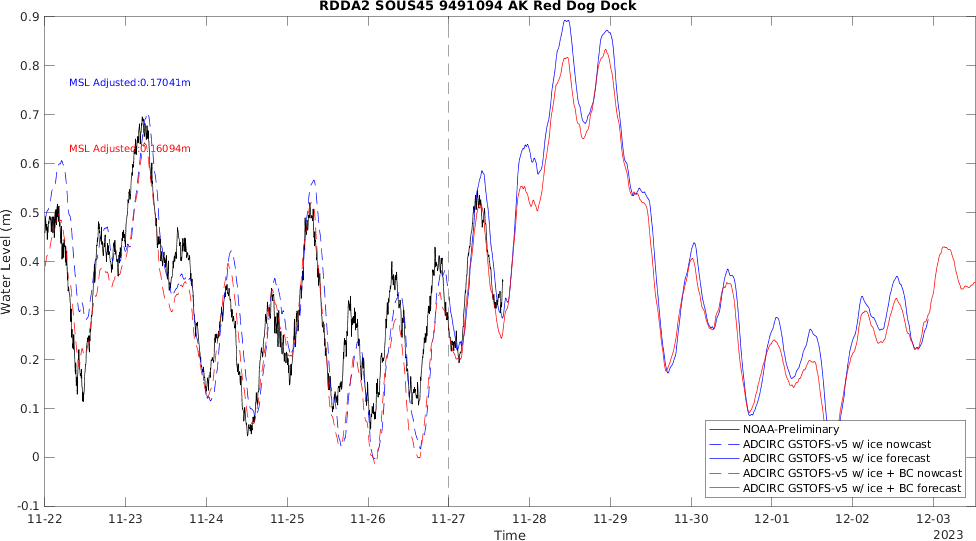 RDDA2 SOUS45 9491094 AK Red Dog Dock
0.9
0.8
0.7
0.6
0.5
0.4
0.3
0.2
0.1
0
-0.1
Water Level (m)
MSL Adjusted:0.17041m
MSL Adjusted:0.16094m
NOAA-Preliminary
ADCIRC GSTOFS-v5 w/ ice nowcast
ADCIRC GSTOFS-v5 w/ ice forecast
ADCIRC GSTOFS-v5 w/ ice + BC nowcast
ADCIRC GSTOFS-v5 w/ ice + BC forecast
11-22 11-23 11-24 11-25 11-26 11-27 11-28 11-29 11-30 12-01 12-02 12-03
Time
2023